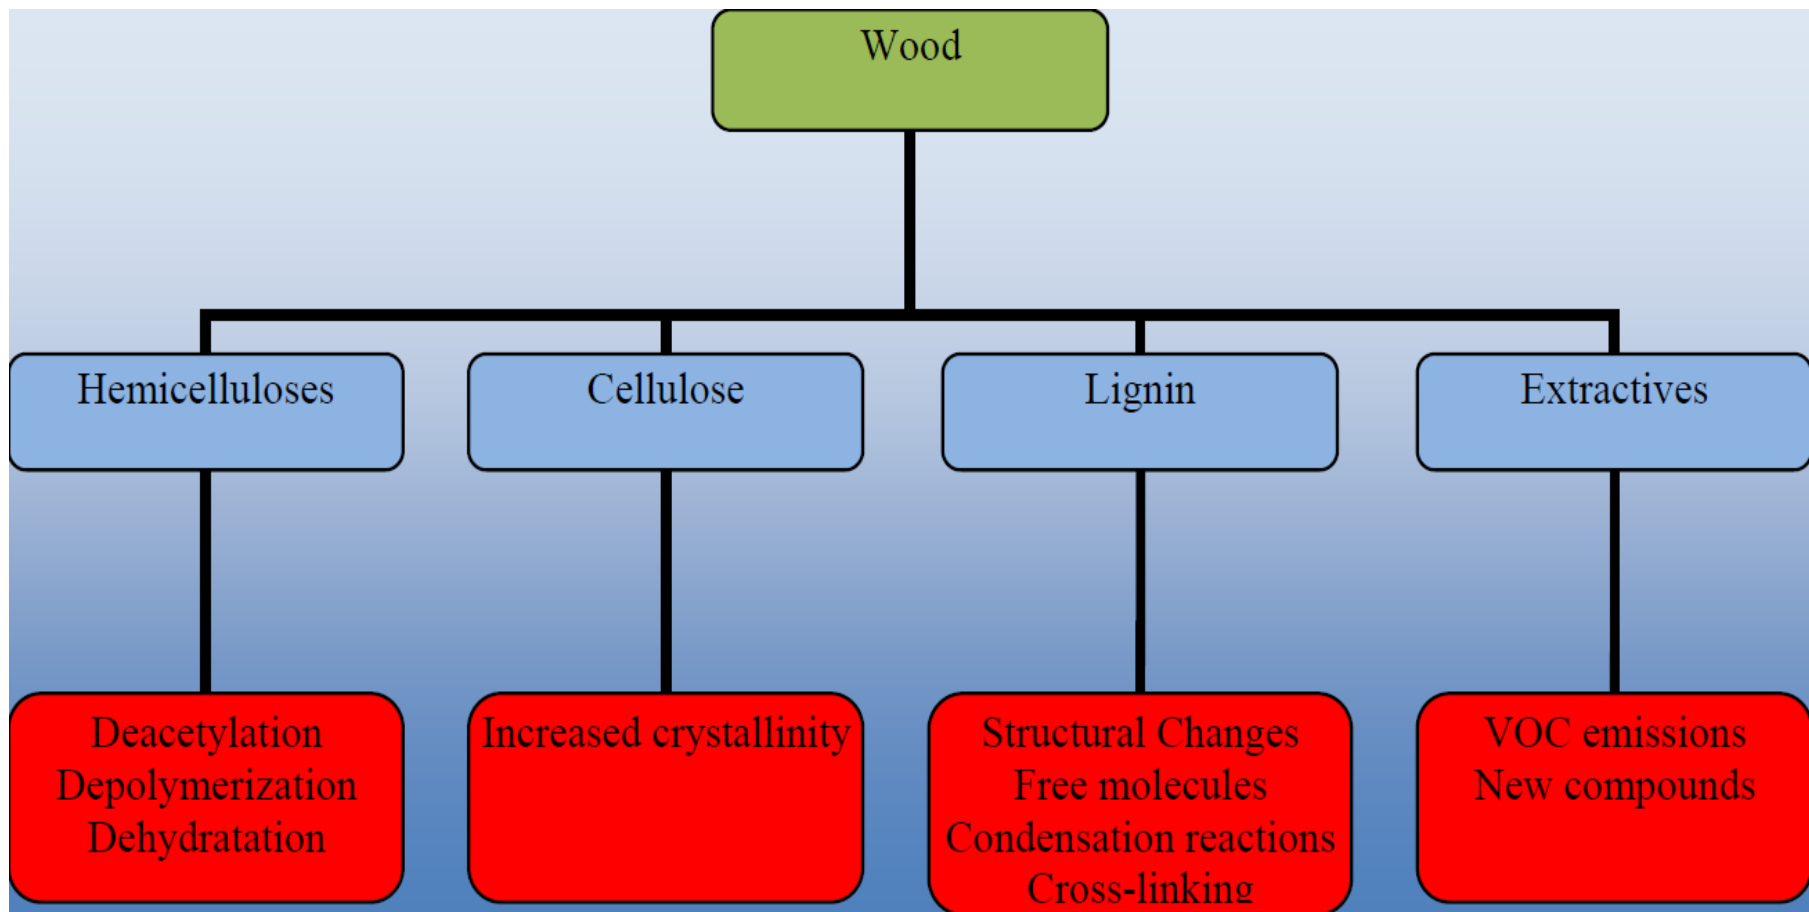 Wood
Hemicelluloses
Cellulose
Lignin
Extractives
Deacetylation
Depolymerization
Dehydratation
Increased crystallinity
Structural Changes
Free molecules
Condensation reactions
Cross-linking
VOC emissions
New compounds